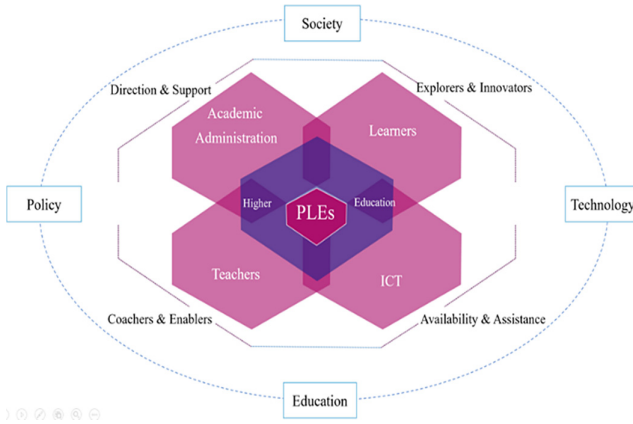 Society
Direction & Support
Explorers & Innovators
Academic
Administration
Learners
Policy
Higher
PLEs
Education
Technology
Teachers
ICT
Coachers & Enablers
Availability & Assistance
Education